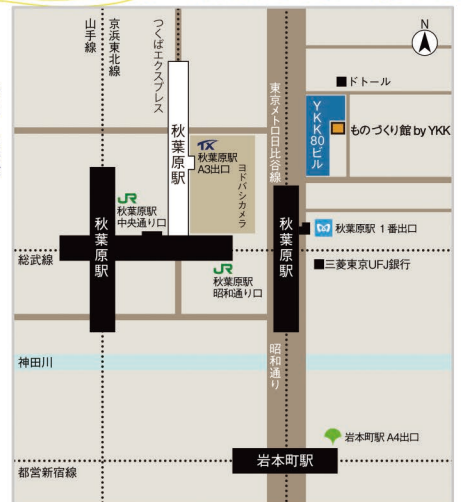 山手線
京浜東北線
つくばエクスプレス
N
ドトール
東京メトロ日比谷線
YKK80ビル
ものづくり館 by YKK
秋葉原駅
TX
秋葉原駅
A3出口
ヨドバシカメラ
JR
秋葉原駅
中央通り口
秋葉原駅
秋葉原駅
秋葉原駅 1番出口
総武線
JR
秋葉原駅
昭和通り口
三菱東京UFJ銀行
神田川
昭和通り
岩本町駅 A4出口
岩本町駅
都営新宿線